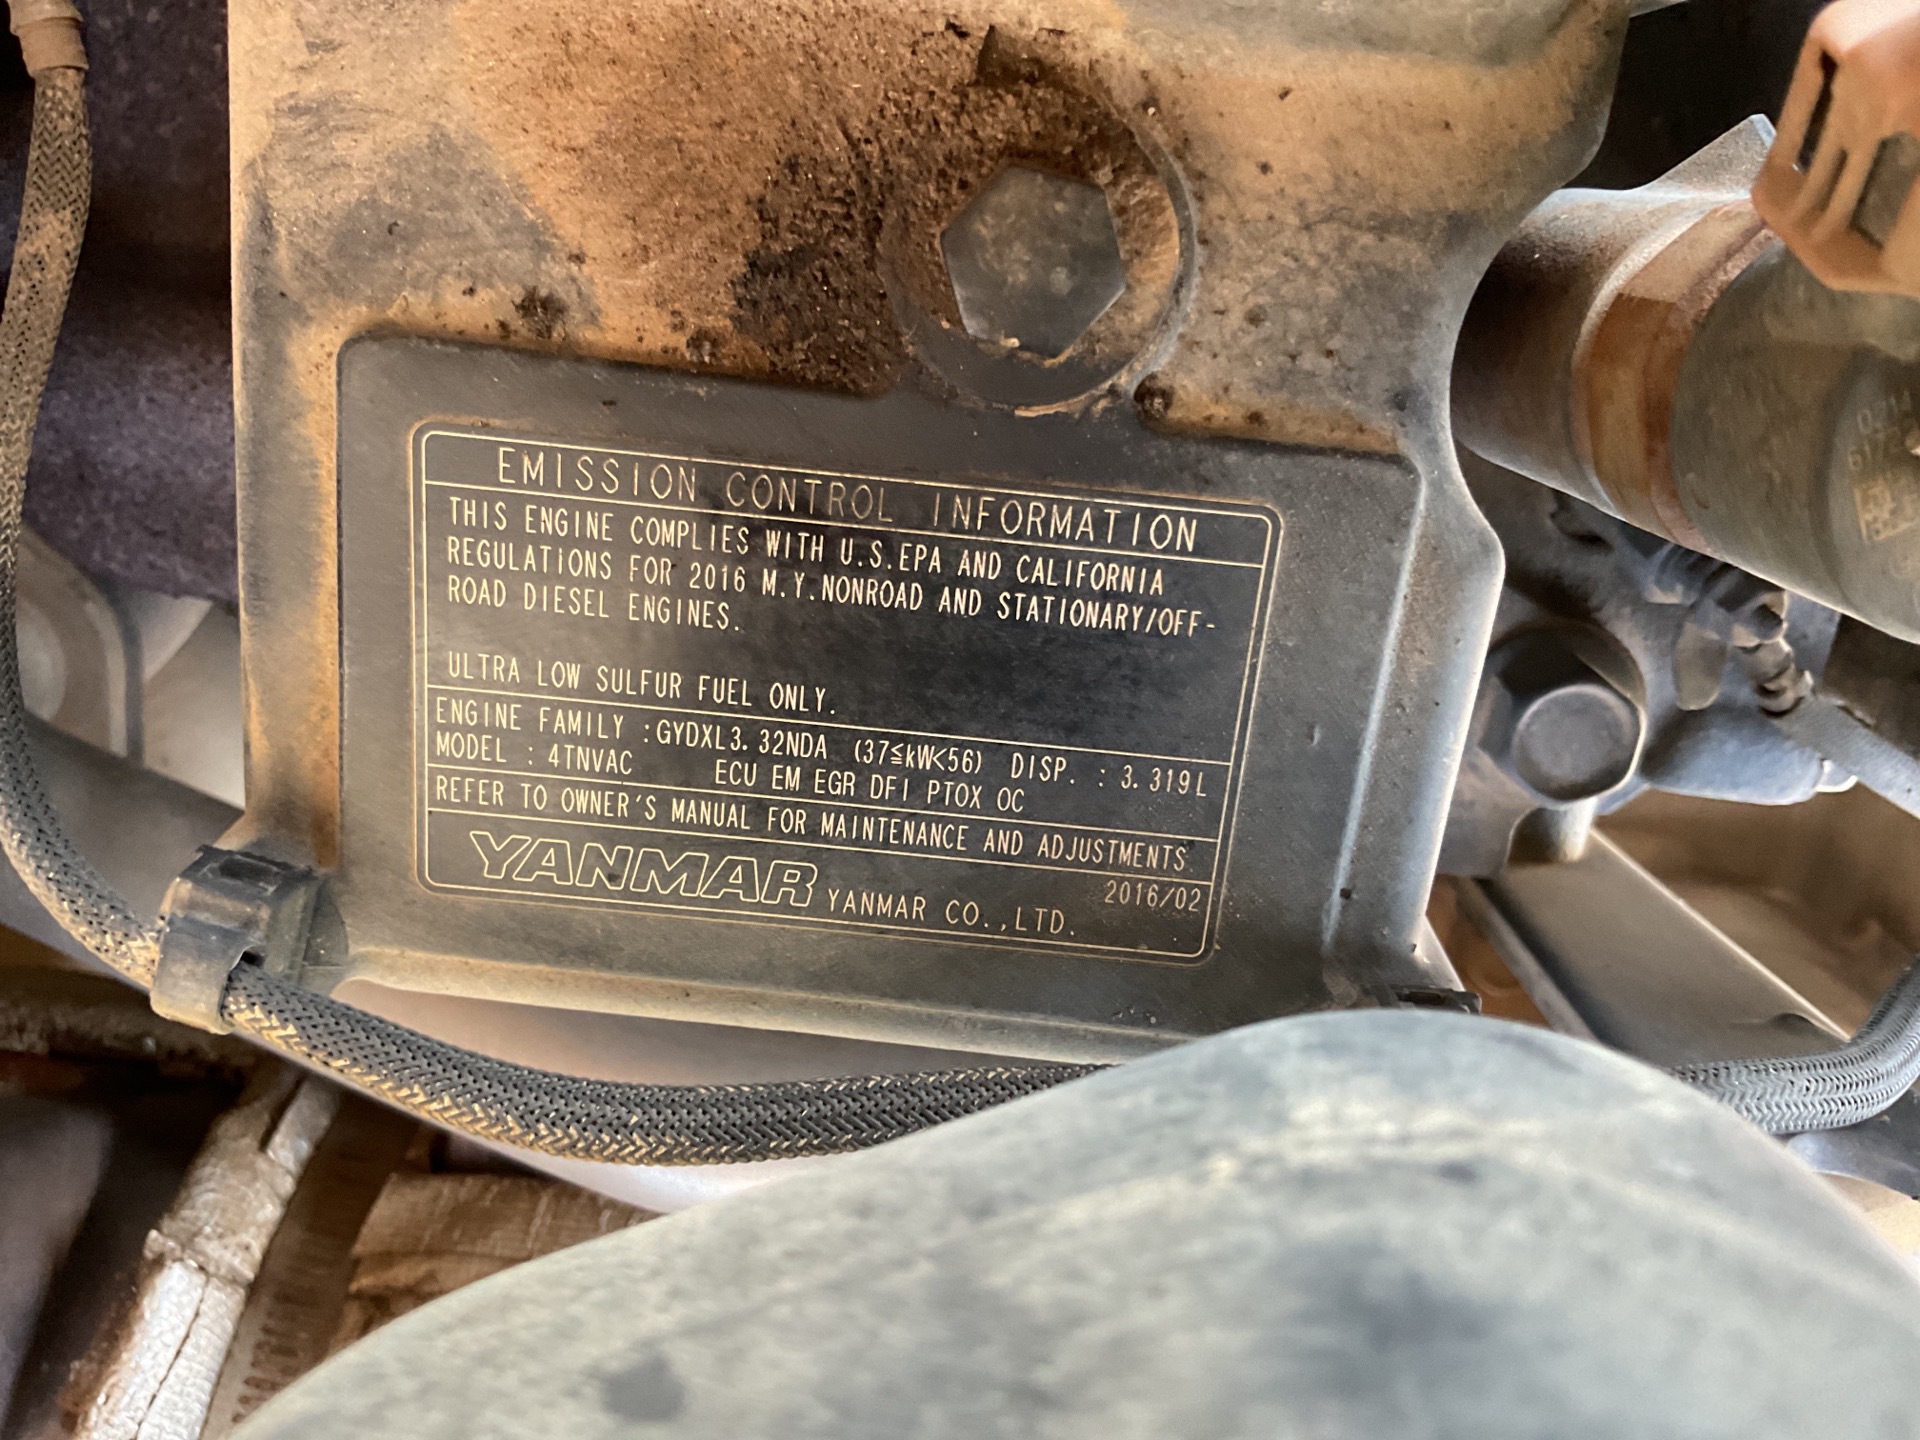 EMISSION CONTROL INFORMATION
THIS ENGINE COMPLIES WITH U.S.EPA AND CALIFORNIA
REGULATIONS FOR 2016 M.Y.NONROAD AND STATIONARY/OFF-
ROAD DIESEL ENGINES.
ULTRA LOW SULFUR FUEL ONLY.
ENGINE FAMILY :GYDXL3.32NDA (37≦kW<56) DISP. : 3.319L
MODEL : 4TNVAC ECU EM EGR DFI PTOX OC
REFER TO OWNER'S MANUAL FOR MAINTENANCE AND ADJUSTMENTS.
YANMAR YANMAR CO.,LTD. 2016/02